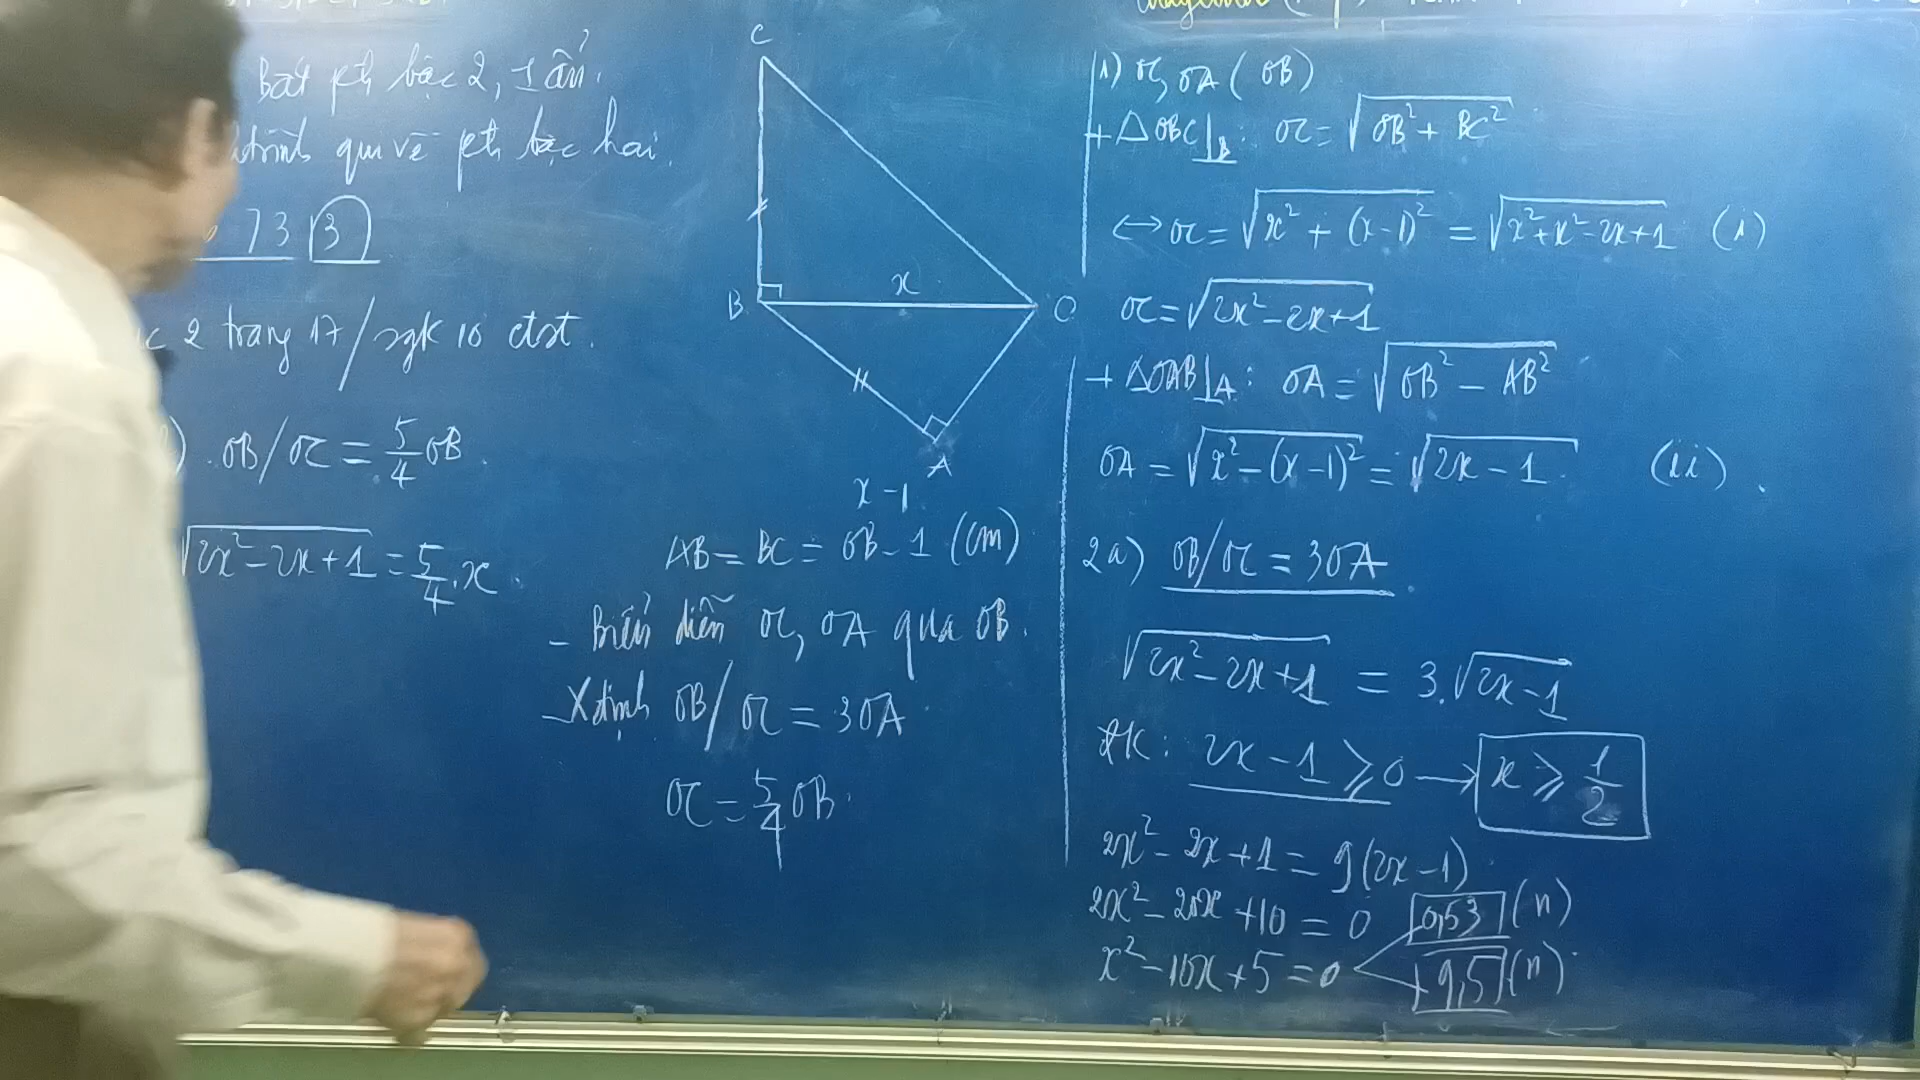 Bất pt bậc 2, 1 ẩn.
trình qui về pt bậc hai.
73 3
2 trang 17/sgk 10 ctst.
OB/OC = 5/4 OB.
√(2x² - 2x + 1) = 5/4.x
C
B
x
O
A
x - 1
AB = BC = OB - 1 (cm)
- Biểu diễn OC, OA qua OB.
- Xđịnh OB/OC = 3OA
OC = 5/4 OB.
1) OC, OA (OB)
+ △OBC⊥B: OC = √(OB² + BC²)
↔ OC = √(x² + (x-1)²) = √(x² + x² - 2x + 1) (i)
OC = √(2x² - 2x + 1)
+ △OAB⊥A: OA = √(OB² - AB²)
OA = √(x² - (x-1)²) = √(2x - 1) (ii).
2a) OB/OC = 3OA.
√(2x² - 2x + 1) = 3.√(2x - 1)
ĐK: 2x - 1 ⩾ 0 → x ⩾ 1/2
2x² - 2x + 1 = 9(2x - 1)
2x² - 20x + 10 = 0 0,53 (n)
x² - 10x + 5 = 0 9,5 (n)